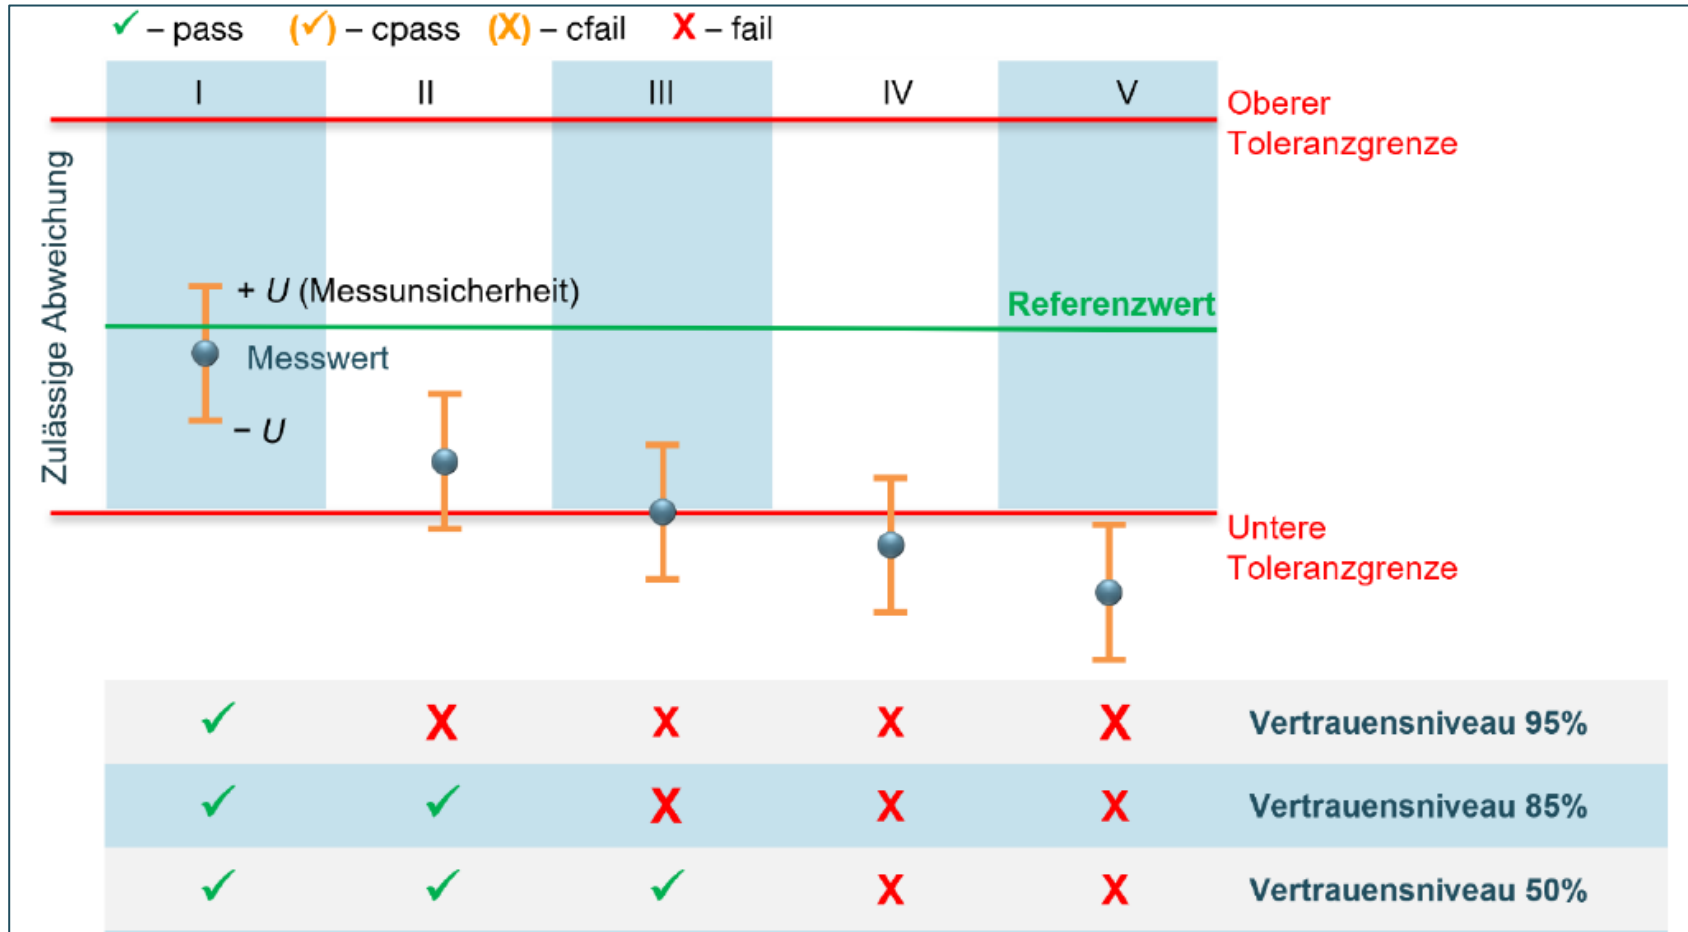 ✓ – pass (✓) – cpass (X) – cfail X – fail
I II III IV V
Oberer
Toleranzgrenze
Zulässige Abweichung
+ U (Messunsicherheit)
Referenzwert
Messwert
– U
Untere
Toleranzgrenze
✓ X X X X Vertrauensniveau 95%
✓ ✓ X X X Vertrauensniveau 85%
✓ ✓ ✓ X X Vertrauensniveau 50%